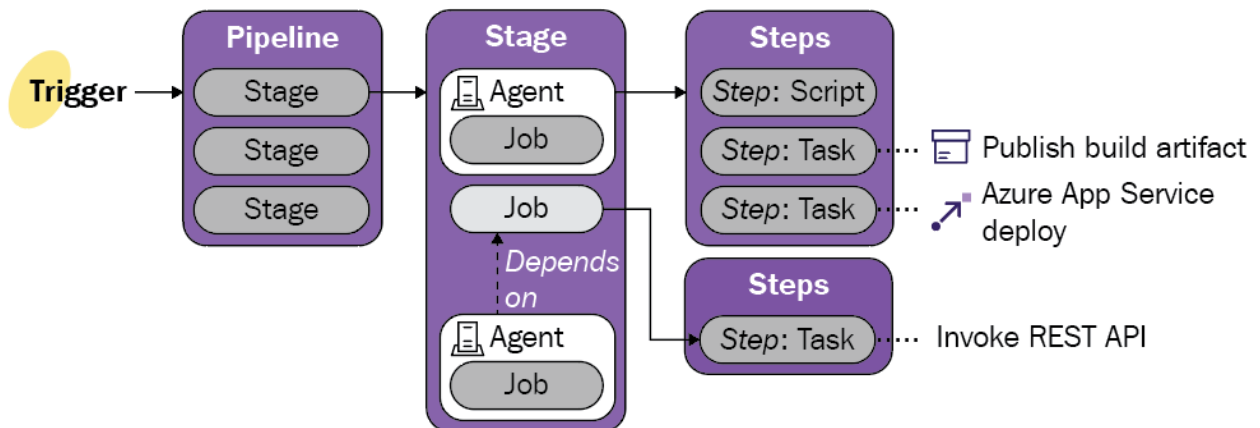 Trigger
Pipeline
Stage
Stage
Stage
Stage
Agent
Job
Job
Depends
on
Agent
Job
Steps
Step: Script
Step: Task
Publish build artifact
Step: Task
Azure App Service
deploy
Steps
Step: Task
Invoke REST API